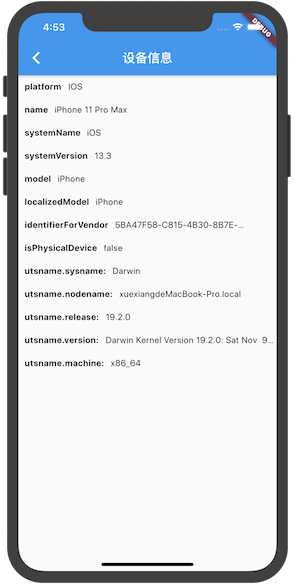 4:53
DEBUG
设备信息
platform IOS
name iPhone 11 Pro Max
systemName iOS
systemVersion 13.3
model iPhone
localizedModel iPhone
identifierForVendor 5BA47F58-C815-4B30-8B7E-...
isPhysicalDevice false
utsname.sysname: Darwin
utsname.nodename: xuexiangdeMacBook-Pro.local
utsname.release: 19.2.0
utsname.version: Darwin Kernel Version 19.2.0: Sat Nov 9...
utsname.machine: x86_64